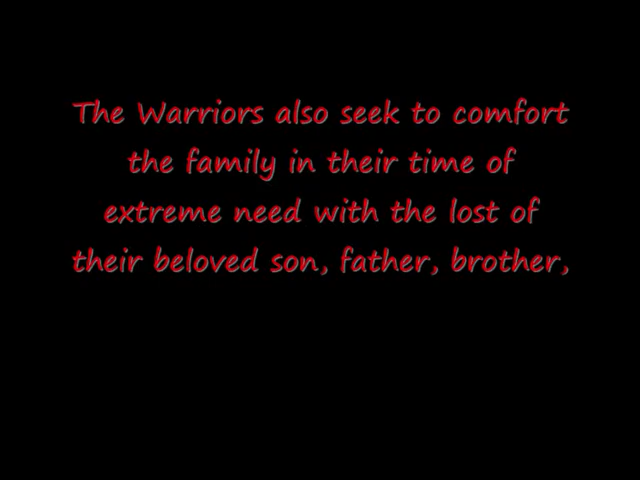 The Warriors also seek to comfort
the family in their time of
extreme need with the lost of
their beloved son, father, brother,